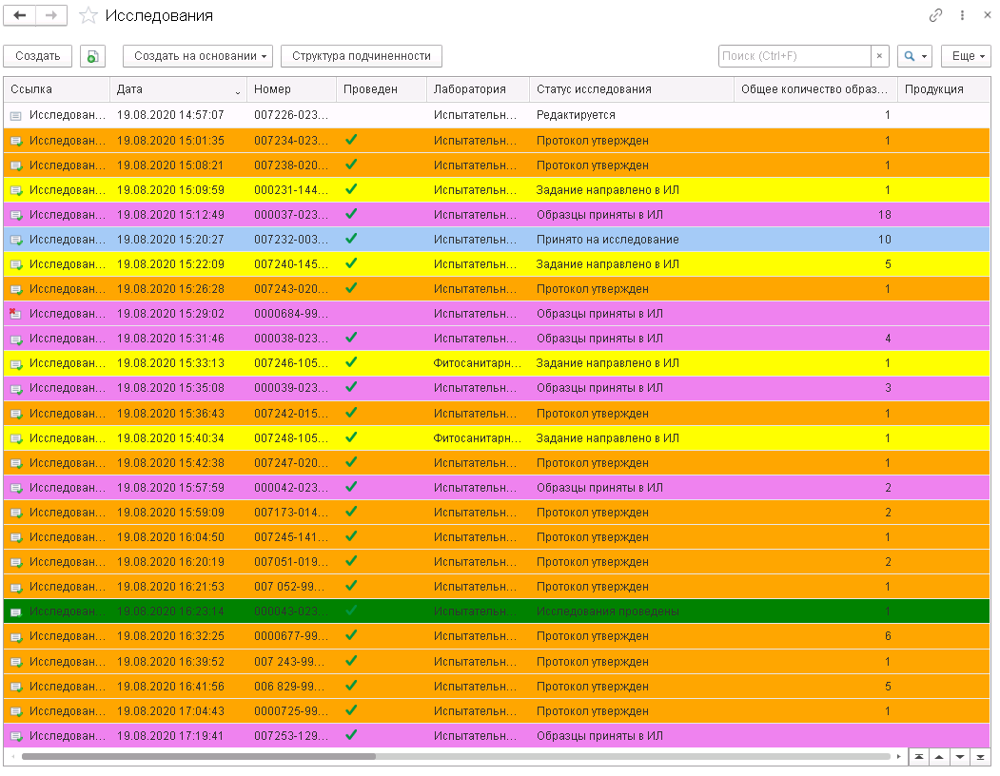 Исследования
Создать Создать на основании Структура подчиненности Поиск (Ctrl+F) × Еще
Ссылка Дата Номер Проведен Лаборатория Статус исследования Общее количество образ... Продукция
Исследован... 19.08.2020 14:57:07 007226-023... Испытательн... Редактируется 1
Исследован... 19.08.2020 15:01:35 007234-023... Испытательн... Протокол утвержден 1
Исследован... 19.08.2020 15:08:21 007238-020... Испытательн... Протокол утвержден 1
Исследован... 19.08.2020 15:09:59 000231-144... Испытательн... Задание направлено в ИЛ 1
Исследован... 19.08.2020 15:12:49 000037-023... Испытательн... Образцы приняты в ИЛ 18
Исследован... 19.08.2020 15:20:27 007232-003... Испытательн... Принято на исследование 10
Исследован... 19.08.2020 15:22:09 007240-145... Испытательн... Задание направлено в ИЛ 5
Исследован... 19.08.2020 15:26:28 007243-020... Испытательн... Протокол утвержден 1
Исследован... 19.08.2020 15:29:02 0000684-99... Испытательн... Образцы приняты в ИЛ
Исследован... 19.08.2020 15:31:46 000038-023... Испытательн... Образцы приняты в ИЛ 4
Исследован... 19.08.2020 15:33:13 007246-105... Фитосанитарн... Задание направлено в ИЛ 1
Исследован... 19.08.2020 15:35:08 000039-023... Испытательн... Образцы приняты в ИЛ 3
Исследован... 19.08.2020 15:36:43 007242-015... Испытательн... Протокол утвержден 1
Исследован... 19.08.2020 15:40:34 007248-105... Фитосанитарн... Задание направлено в ИЛ 1
Исследован... 19.08.2020 15:42:38 007247-020... Испытательн... Протокол утвержден 1
Исследован... 19.08.2020 15:57:59 000042-023... Испытательн... Образцы приняты в ИЛ 2
Исследован... 19.08.2020 15:59:09 007173-014... Испытательн... Протокол утвержден 2
Исследован... 19.08.2020 16:04:50 007245-141... Испытательн... Протокол утвержден 1
Исследован... 19.08.2020 16:20:19 007051-019... Испытательн... Протокол утвержден 2
Исследован... 19.08.2020 16:21:53 007 052-99... Испытательн... Протокол утвержден 1
Исследован... 19.08.2020 16:23:14 000043-023... Испытательн... Исследования проведены 1
Исследован... 19.08.2020 16:32:25 0000677-99... Испытательн... Протокол утвержден 6
Исследован... 19.08.2020 16:39:52 007 243-99... Испытательн... Протокол утвержден 1
Исследован... 19.08.2020 16:41:56 006 829-99... Испытательн... Протокол утвержден 5
Исследован... 19.08.2020 17:04:43 0000725-99... Испытательн... Протокол утвержден 1
Исследован... 19.08.2020 17:19:41 007253-129... Испытательн... Образцы приняты в ИЛ